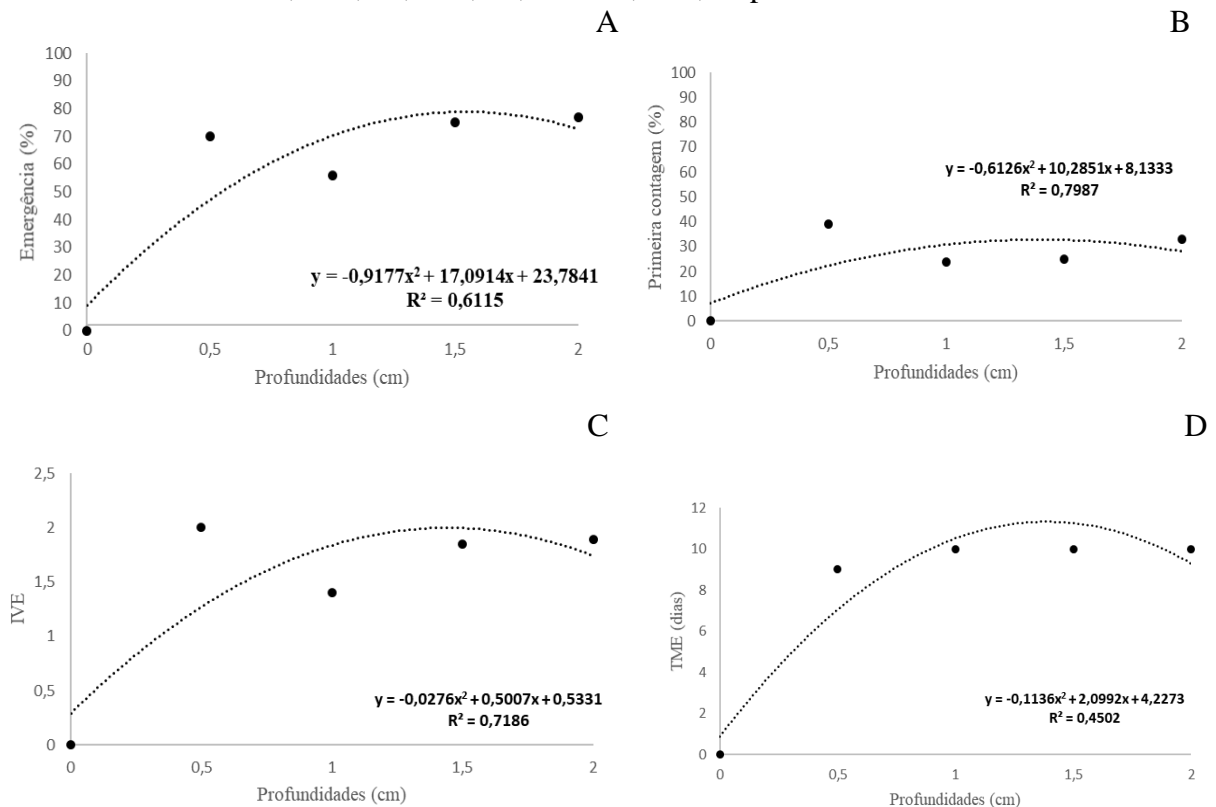 A
100
90
80
70
60
50
40
30
20
10
0
Emergência (%)
y = -0,9177x² + 17,0914x + 23,7841
R² = 0,6115
0 0,5 1 1,5 2
Profundidades (cm)
B
100
90
80
70
60
50
40
30
20
10
0
Primeira contagem (%)
y = -0,6126x² + 10,2851x + 8,1333
R² = 0,7987
0 0,5 1 1,5 2
Profundidades (cm)
C
2,5
2
1,5
1
0,5
0
IVE
y = -0,0276x² + 0,5007x + 0,5331
R² = 0,7186
0 0,5 1 1,5 2
Profundidades (cm)
D
12
10
8
6
4
2
0
TME (dias)
y = -0,1136x² + 2,0992x + 4,2273
R² = 0,4502
0 0,5 1 1,5 2
Profundidades (cm)